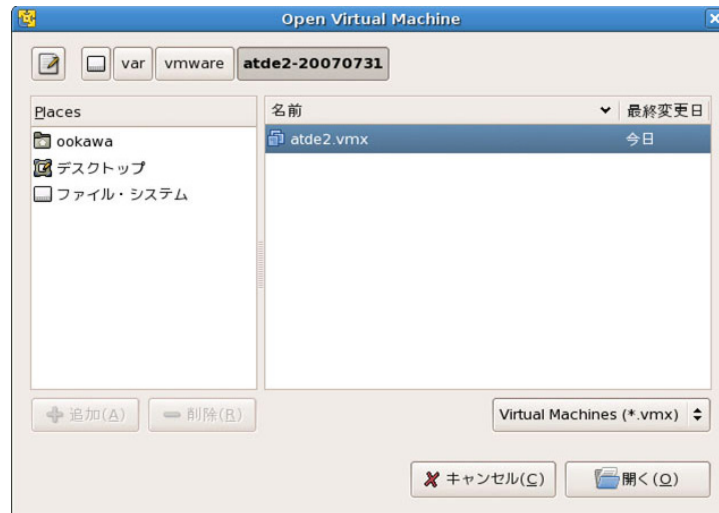 Open Virtual Machine
var vmware atde2-20070731
Places
名前 最終変更日
ookawa
atde2.vmx 今日
デスクトップ
ファイル・システム
追加(A) 削除(R)
Virtual Machines (*.vmx)
キャンセル(C) 開く(O)